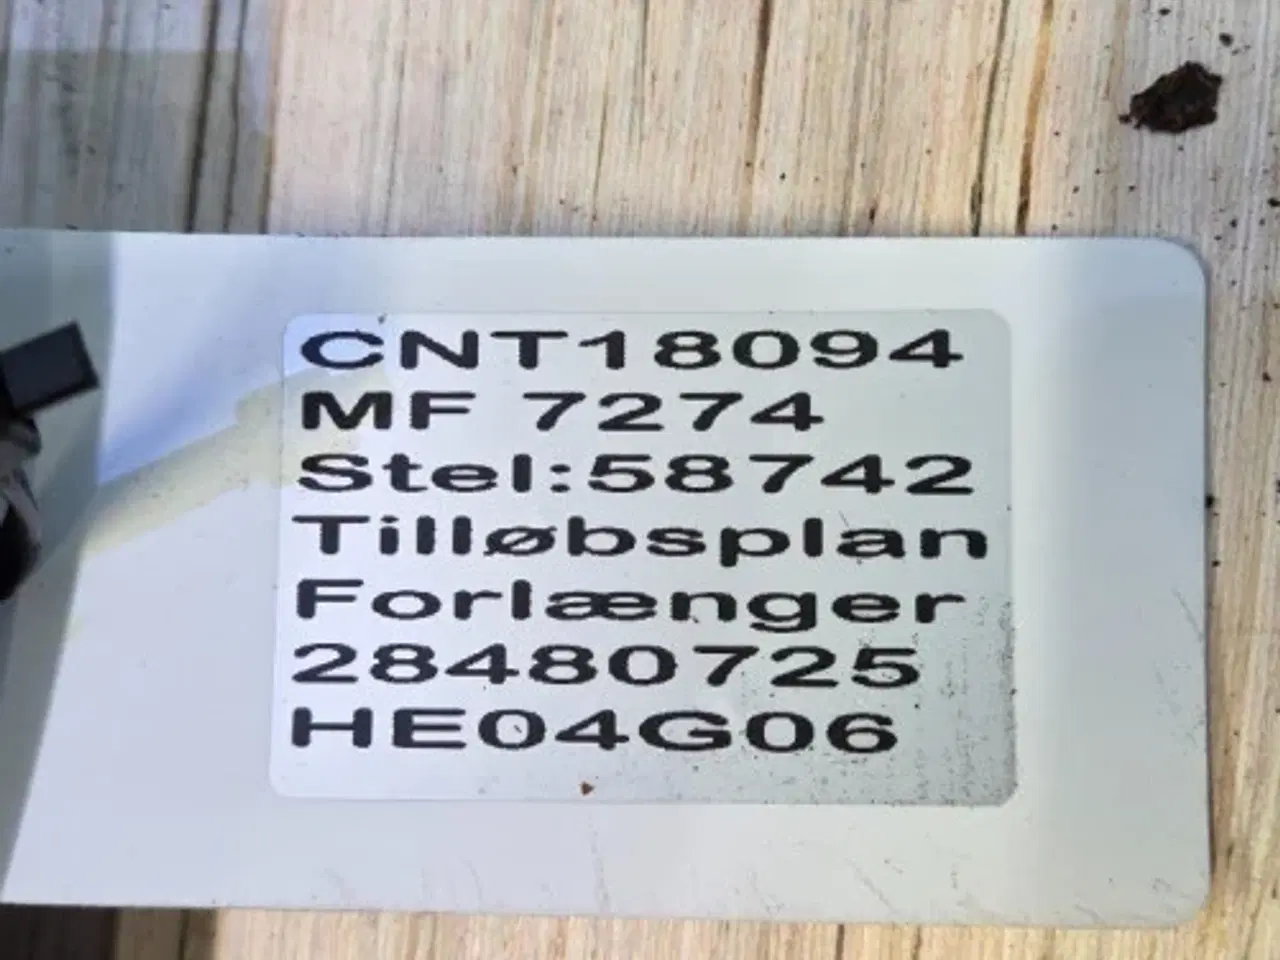 CNT18094
MF 7274
Stel:58742
Tilløbsplan
Forlænger
28480725
HE04G06